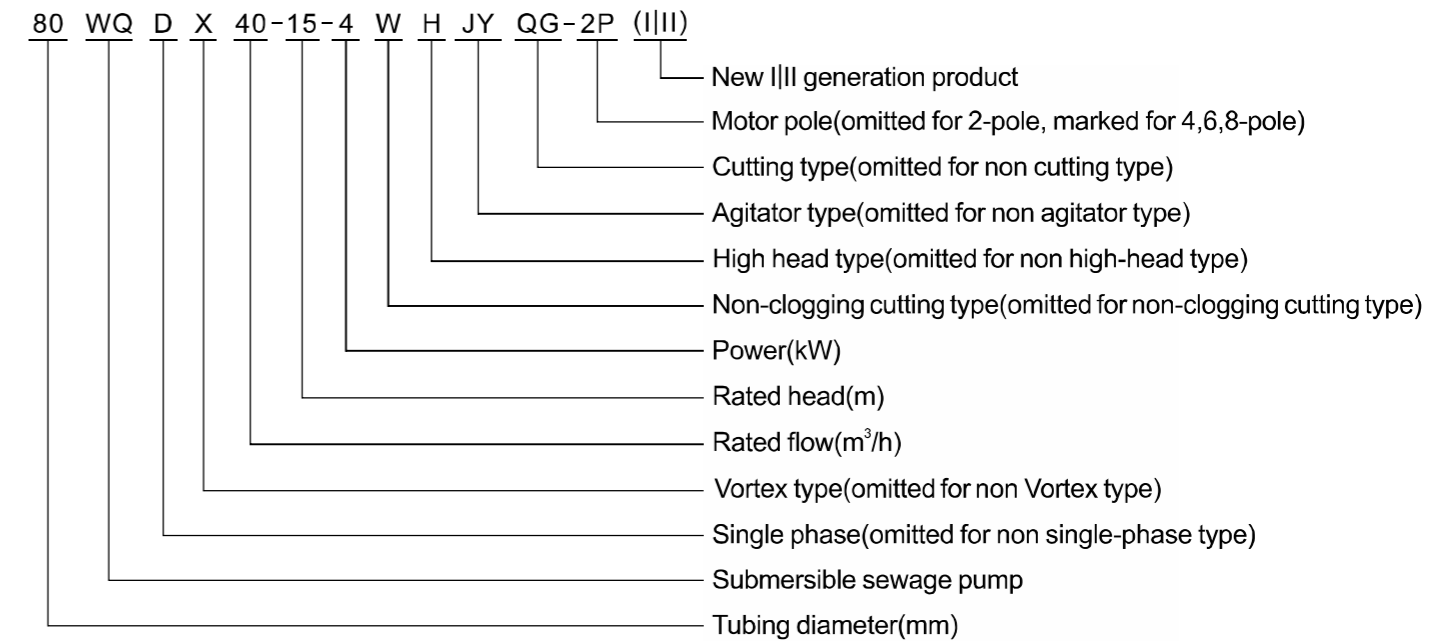 80 WQ D X 40-15-4 W H JY QG-2P (I|II)
New I|II generation product
Motor pole(omitted for 2-pole, marked for 4,6,8-pole)
Cutting type(omitted for non cutting type)
Agitator type(omitted for non agitator type)
High head type(omitted for non high-head type)
Non-clogging cutting type(omitted for non-clogging cutting type)
Power(kW)
Rated head(m)
Rated flow(m³/h)
Vortex type(omitted for non Vortex type)
Single phase(omitted for non single-phase type)
Submersible sewage pump
Tubing diameter(mm)